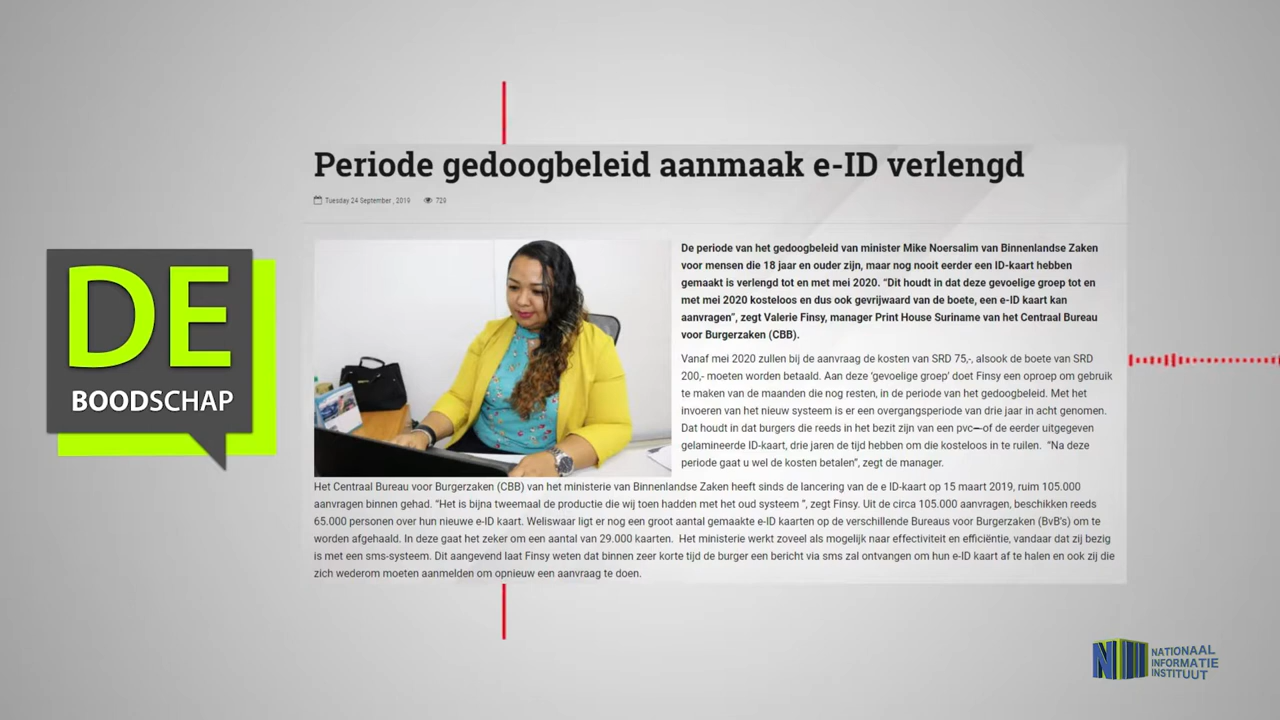 DE
BOODSCHAP
Periode gedoogbeleid aanmaak e-ID verlengd
Tuesday 24 September , 2019 729
De periode van het gedoogbeleid van minister Mike Noersalim van Binnenlandse Zaken
voor mensen die 18 jaar en ouder zijn, maar nog nooit eerder een ID-kaart hebben
gemaakt is verlengd tot en met mei 2020. “Dit houdt in dat deze gevoelige groep tot en
met mei 2020 kosteloos en dus ook gevrijwaard van de boete, een e-ID kaart kan
aanvragen”, zegt Valerie Finsy, manager Print House Suriname van het Centraal Bureau
voor Burgerzaken (CBB).
Vanaf mei 2020 zullen bij de aanvraag de kosten van SRD 75,-, alsook de boete van SRD
200,- moeten worden betaald. Aan deze ‘gevoelige groep’ doet Finsy een oproep om gebruik
te maken van de maanden die nog resten, in de periode van het gedoogbeleid. Met het
invoeren van het nieuw systeem is er een overgangsperiode van drie jaar in acht genomen.
Dat houdt in dat burgers die reeds in het bezit zijn van een pvc—of de eerder uitgegeven
gelamineerde ID-kaart, drie jaren de tijd hebben om die kosteloos in te ruilen. “Na deze
periode gaat u wel de kosten betalen”, zegt de manager.
Het Centraal Bureau voor Burgerzaken (CBB) van het ministerie van Binnenlandse Zaken heeft sinds de lancering van de e ID-kaart op 15 maart 2019, ruim 105.000
aanvragen binnen gehad. “Het is bijna tweemaal de productie die wij toen hadden met het oud systeem ”, zegt Finsy. Uit de circa 105.000 aanvragen, beschikken reeds
65.000 personen over hun nieuwe e-ID kaart. Weliswaar ligt er nog een groot aantal gemaakte e-ID kaarten op de verschillende Bureaus voor Burgerzaken (BvB’s) om te
worden afgehaald. In deze gaat het zeker om een aantal van 29.000 kaarten. Het ministerie werkt zoveel als mogelijk naar effectiviteit en efficiëntie, vandaar dat zij bezig
is met een sms-systeem. Dit aangevend laat Finsy weten dat binnen zeer korte tijd de burger een bericht via sms zal ontvangen om hun e-ID kaart af te halen en ook zij die
zich wederom moeten aanmelden om opnieuw een aanvraag te doen.
NII NATIONAAL
INFORMATIE
INSTITUUT